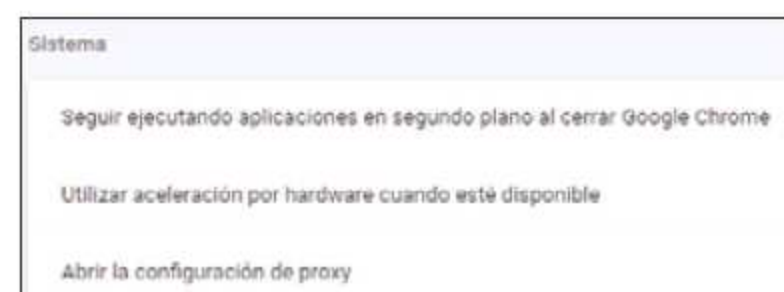 Sistema
Seguir ejecutando aplicaciones en segundo plano al cerrar Google Chrome
Utilizar aceleración por hardware cuando esté disponible
Abrir la configuración de proxy